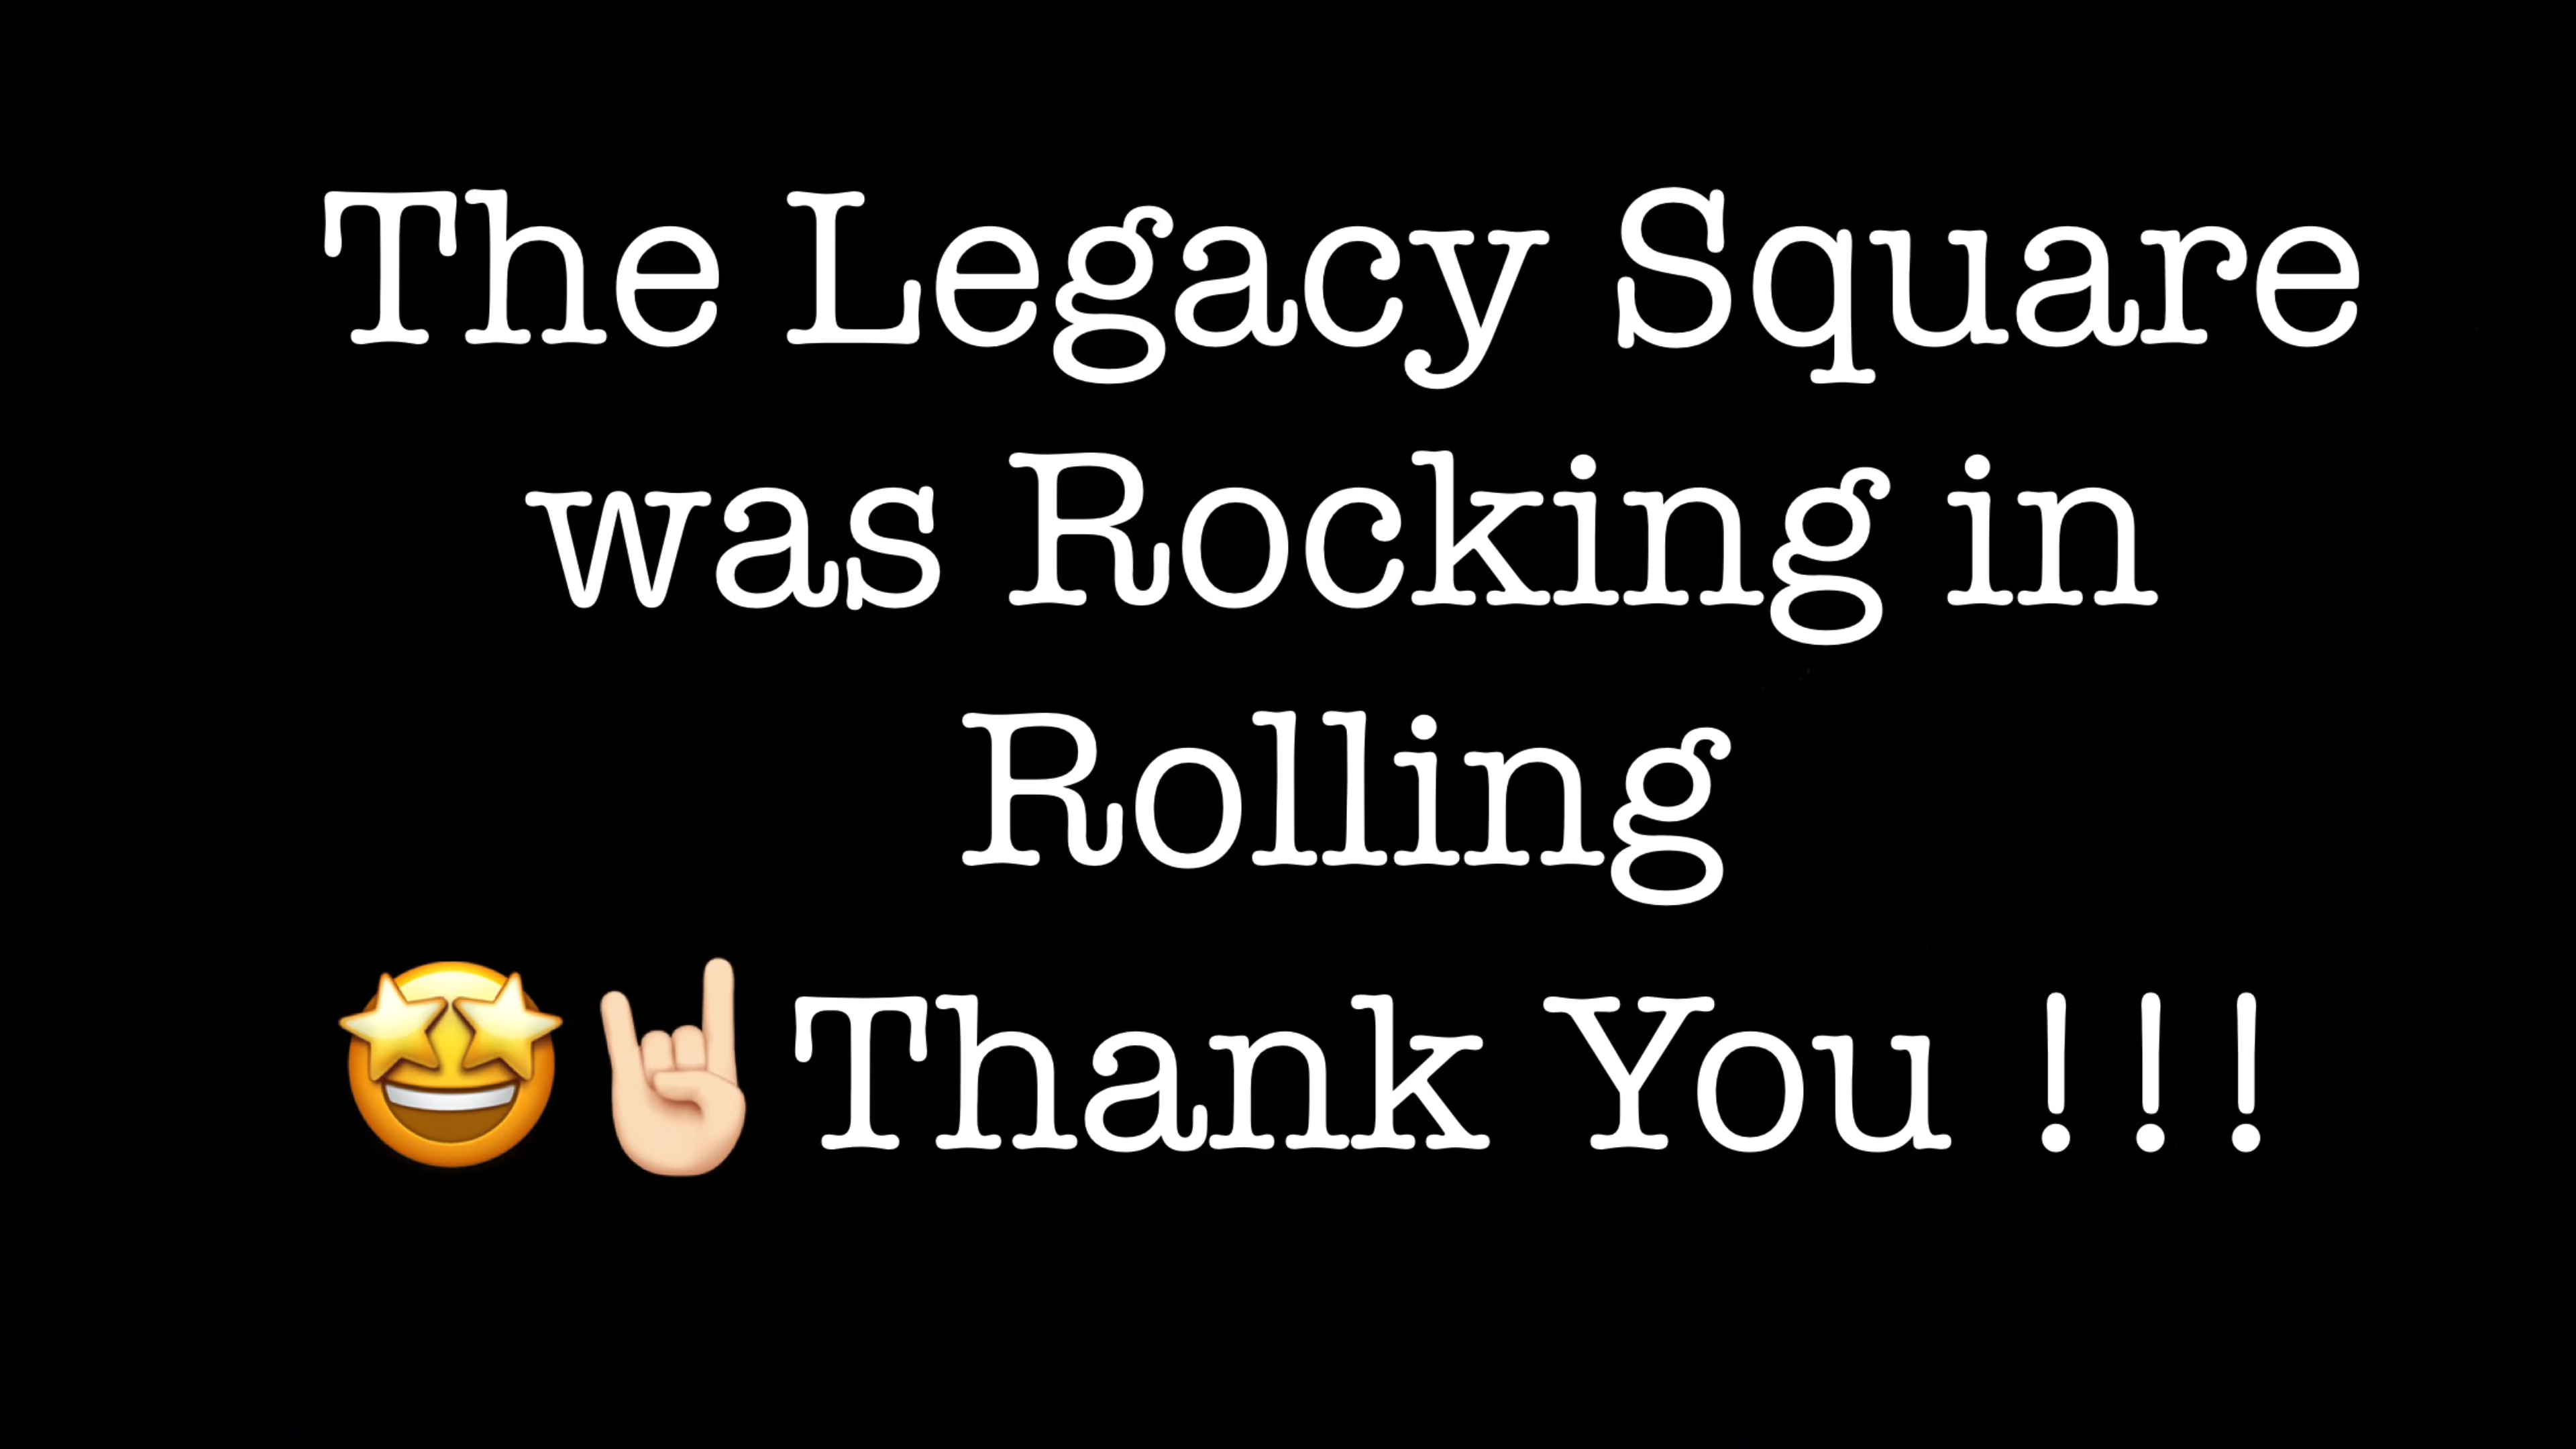 The Legacy Square
was Rocking in
Rolling
🤩🤘🏻Thank You !!!